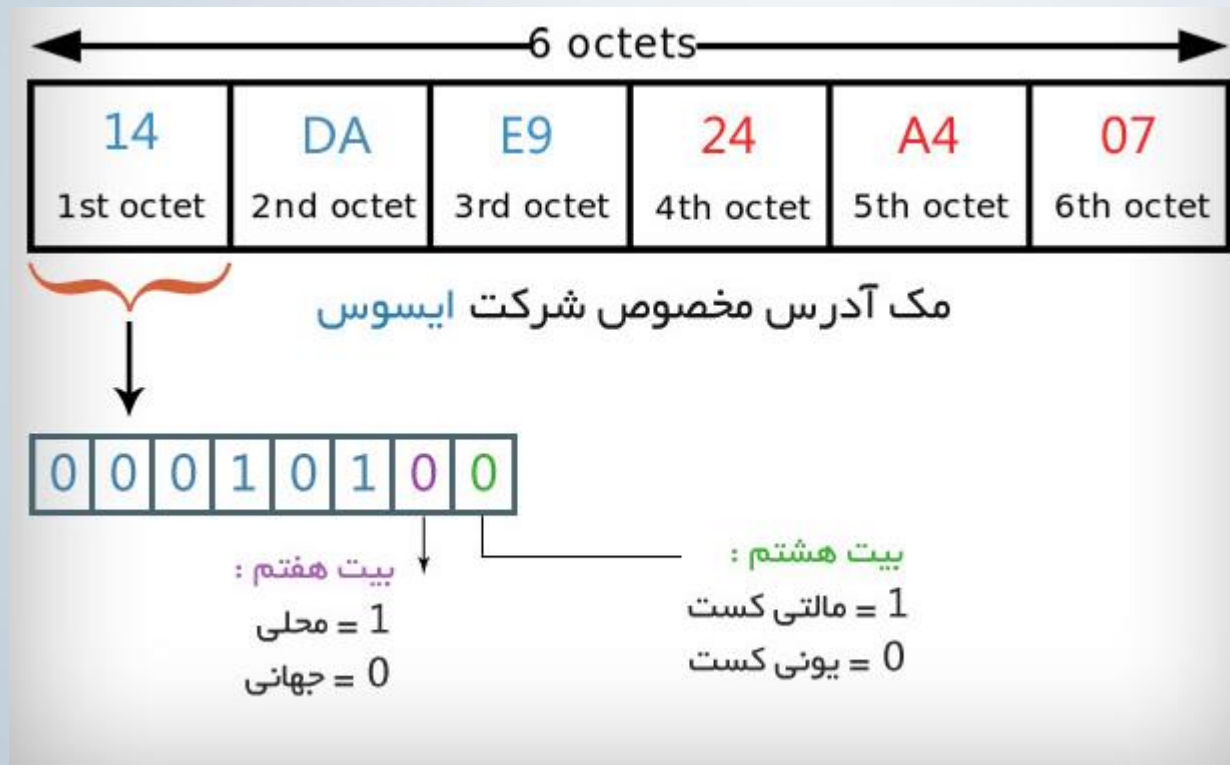 6 octets
14 DA E9 24 A4 07
1st octet 2nd octet 3rd octet 4th octet 5th octet 6th octet
مک آدرس مخصوص شرکت ایسوس
0 0 0 1 0 1 0 0
بیت هشتم :
1 = مالتی کست
0 = یونی کست
بیت هفتم :
1 = محلی
0 = جهانی